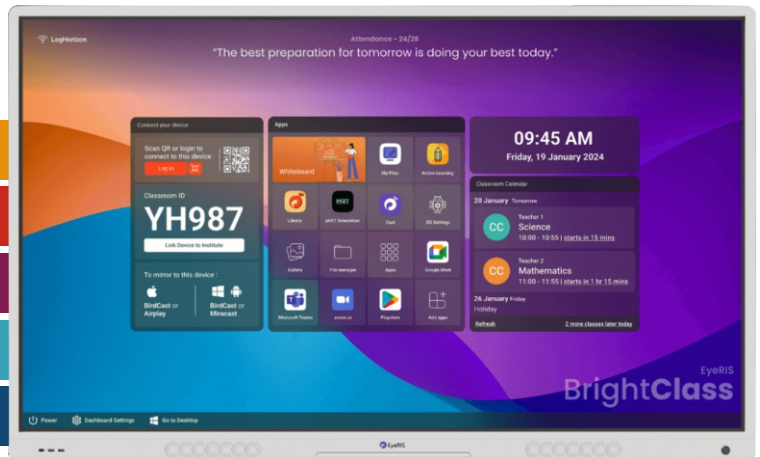 LogHorizon
Attendance - 24/28
"The best preparation for tomorrow is doing your best today."
Connect your device
Scan QR or login to
connect to this device :
Log in
Classroom ID
YH987
Link Device to Institute
To mirror to this device :
BirdCast or
Airplay
BirdCast or
Miracast
Apps
Whiteboard
My Files
Active Learning
Library
pHET Simulation
Cast
OS Settings
Gallery
File manager
Apps
Google Meet
Microsoft Teams
zoom.us
Playstore
Add apps
09:45 AM
Friday, 19 January 2024
Classroom Calendar
20 January Tomorrow
CC
Teacher 1
Science
10:00 - 10:55 | starts in 15 mins
CC
Teacher 2
Mathematics
11:00 - 11:55 | starts in 1 hr 15 mins
26 January Friday
Holiday
Refresh
2 more classes later today
EyeRIS
BrightClass
Power
Dashboard Settings
Go to Desktop
EyeRIS